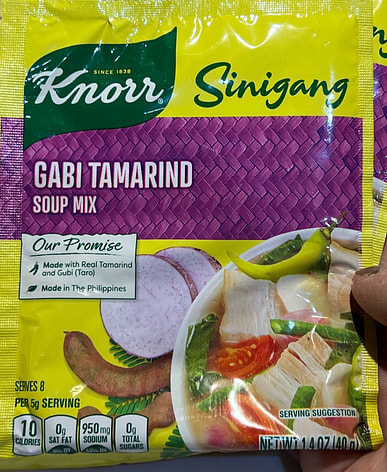 SINCE 1838
Knorr
Sinigang
GABI TAMARIND
SOUP MIX
Our Promise
Made with Real Tamarind
and Gabi (Taro)
Made in The Philippines
SERVES 8
PER 5g SERVING
10
CALORIES
0g
SAT FAT
0% DV
950mg
SODIUM
0g
TOTAL
SUGARS
SERVING SUGGESTION
NET WT 1.4 OZ (40g)